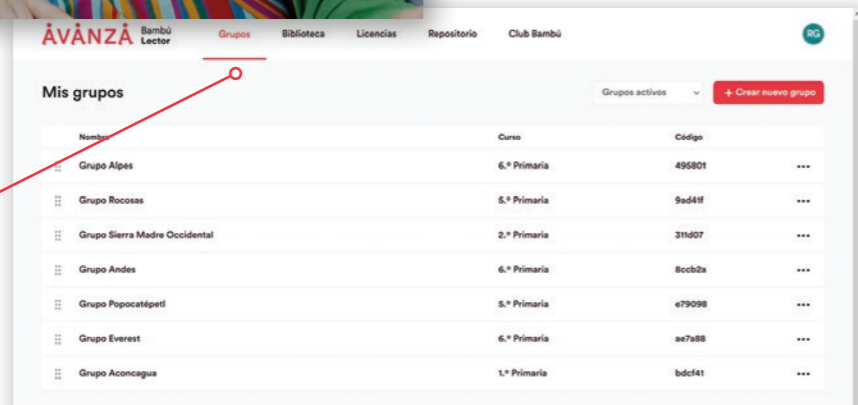 ÅVÅNZÅ Bambú Lector Grupos Biblioteca Licencias Repositorio Club Bambú RG
Mis grupos Grupos activos + Crear nuevo grupo
Nombre Curso Código
Grupo Alpes 6.º Primaria 495801
Grupo Rocosas 5.º Primaria 9ad41f
Grupo Sierra Madre Occidental 2.º Primaria 311d07
Grupo Andes 6.º Primaria 8ccb2a
Grupo Popocatépetl 5.º Primaria e79098
Grupo Everest 6.º Primaria ae7a88
Grupo Aconcagua 1.º Primaria bdcf41